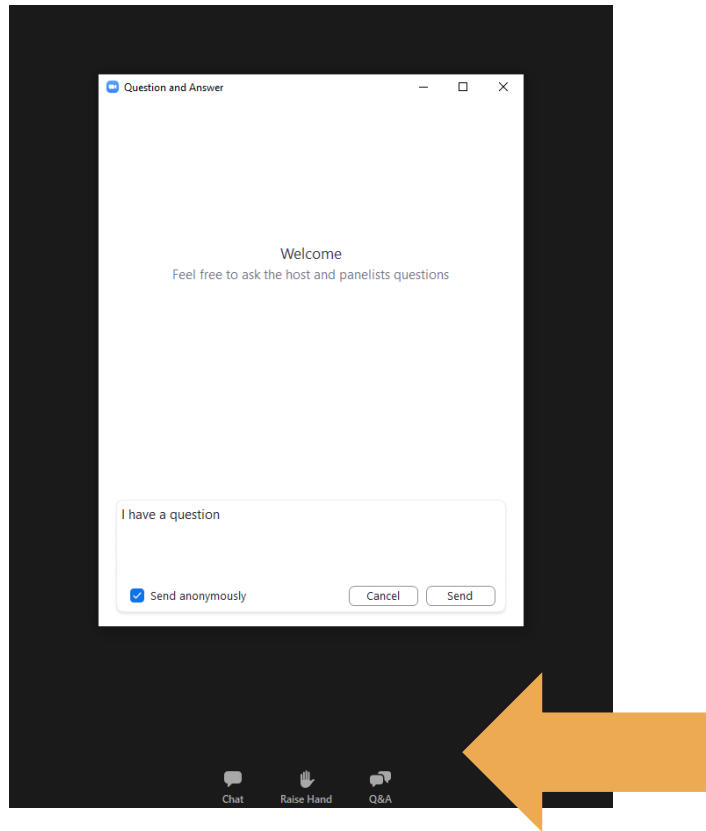 Question and Answer
Welcome
Feel free to ask the host and panelists questions
I have a question
Send anonymously
Cancel
Send
Chat
Raise Hand
Q&A